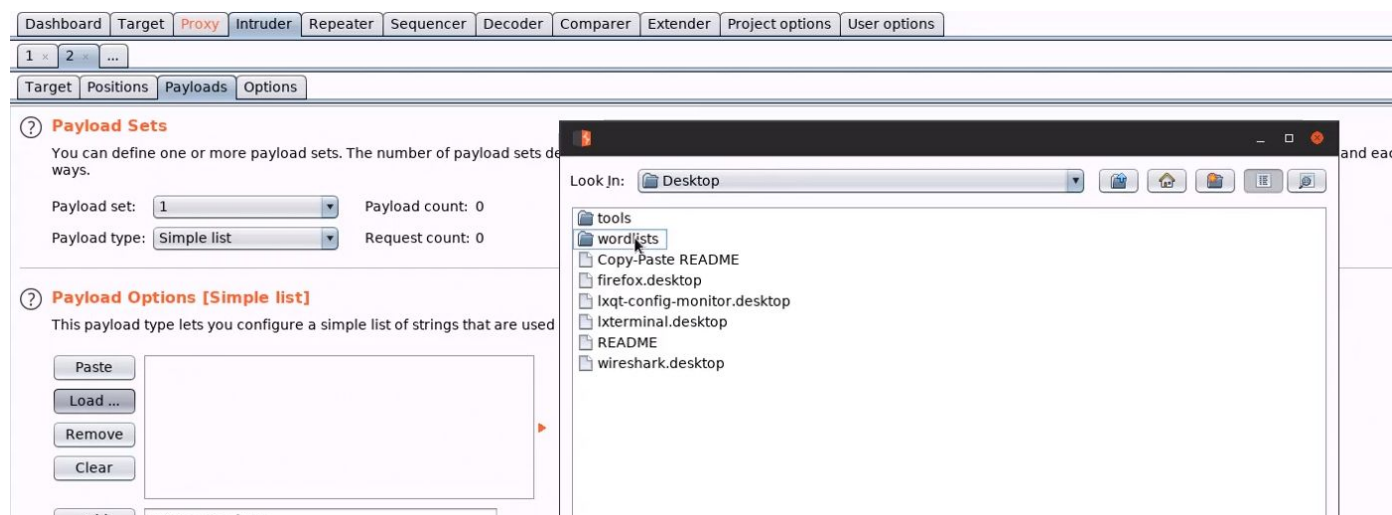 Dashboard Target Proxy Intruder Repeater Sequencer Decoder Comparer Extender Project options User options
1 × 2 × ...
Target Positions Payloads Options
? Payload Sets
You can define one or more payload sets. The number of payload sets de
and eac
ways.
Payload set: 1 Payload count: 0
Payload type: Simple list Request count: 0
? Payload Options [Simple list]
This payload type lets you configure a simple list of strings that are used
Paste
Load ...
Remove
Clear
Look In: Desktop
tools
wordlists
Copy-Paste README
firefox.desktop
lxqt-config-monitor.desktop
lxterminal.desktop
README
wireshark.desktop